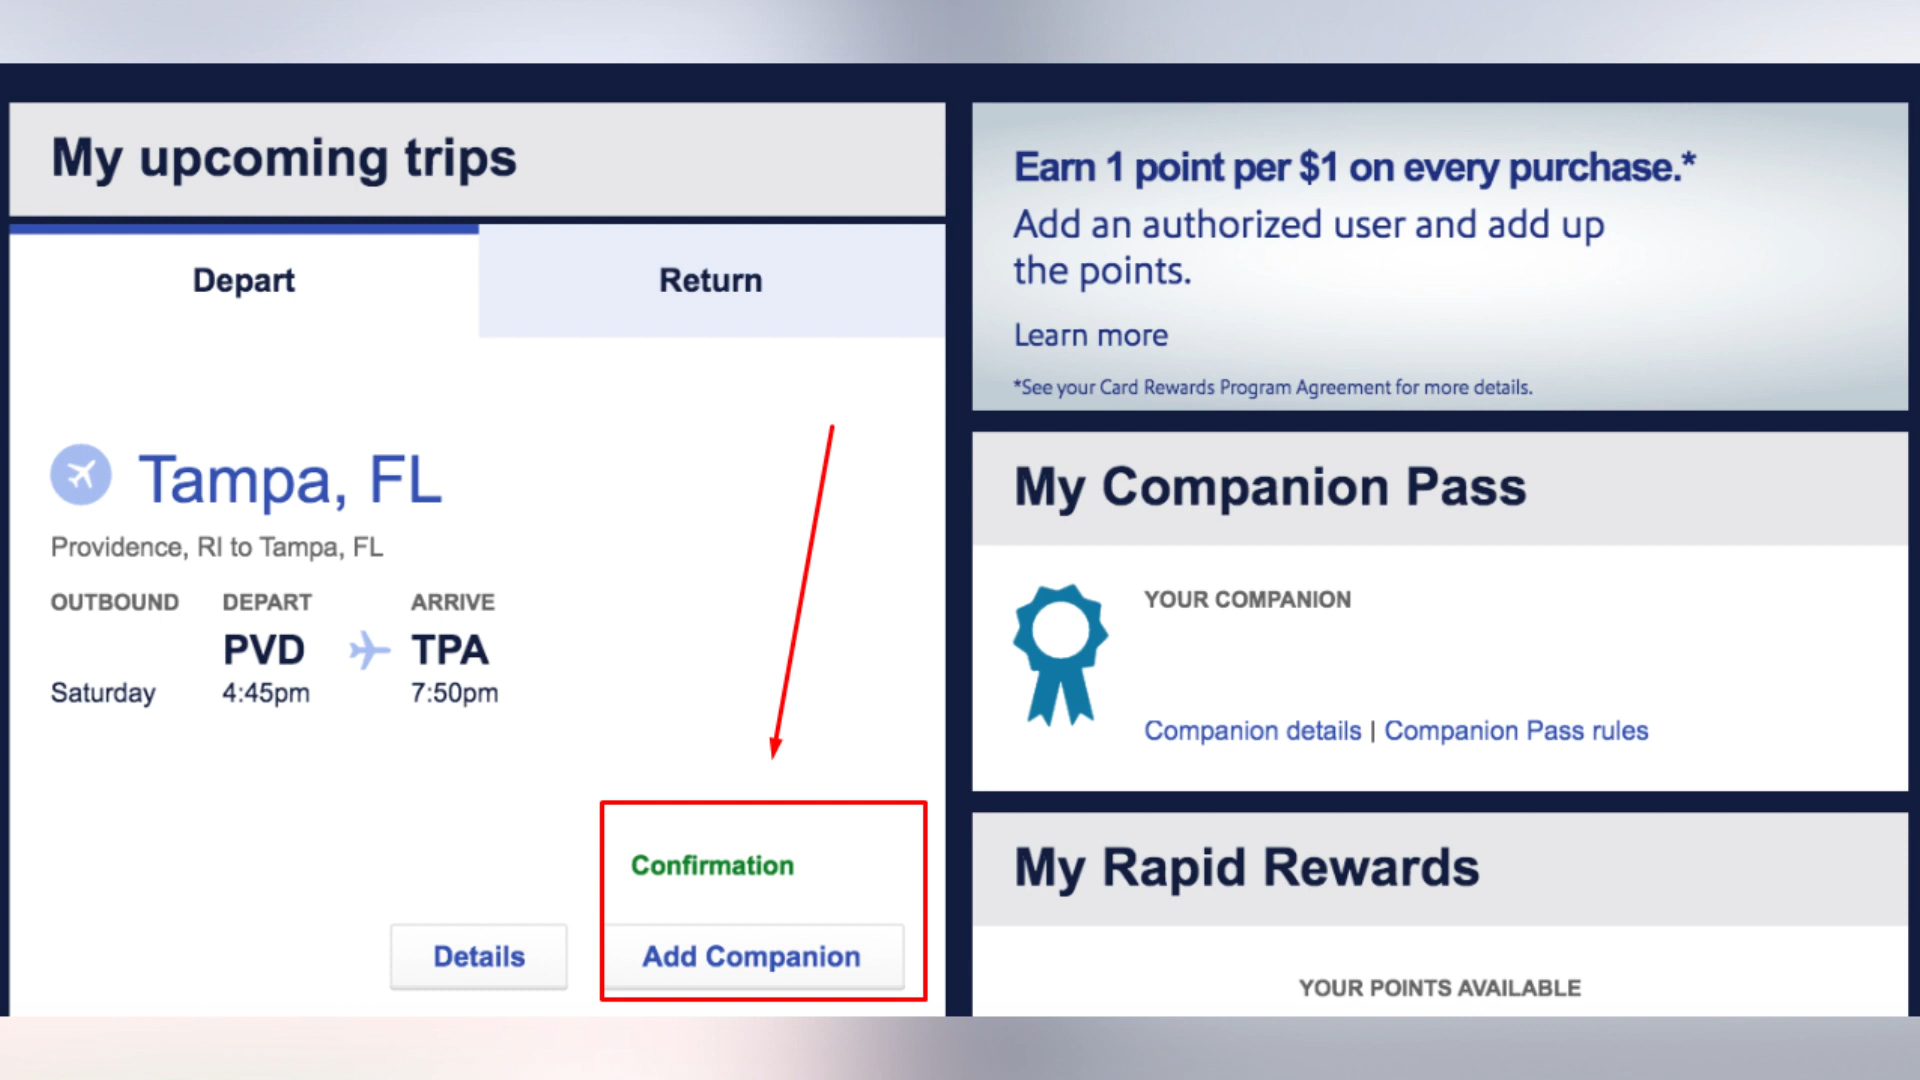 My upcoming trips
Depart
Return
Tampa, FL
Providence, RI to Tampa, FL
OUTBOUND DEPART ARRIVE
PVD TPA
Saturday 4:45pm 7:50pm
Confirmation
Details
Add Companion
Earn 1 point per $1 on every purchase.*
Add an authorized user and add up
the points.
Learn more
*See your Card Rewards Program Agreement for more details.
My Companion Pass
YOUR COMPANION
Companion details | Companion Pass rules
My Rapid Rewards
YOUR POINTS AVAILABLE